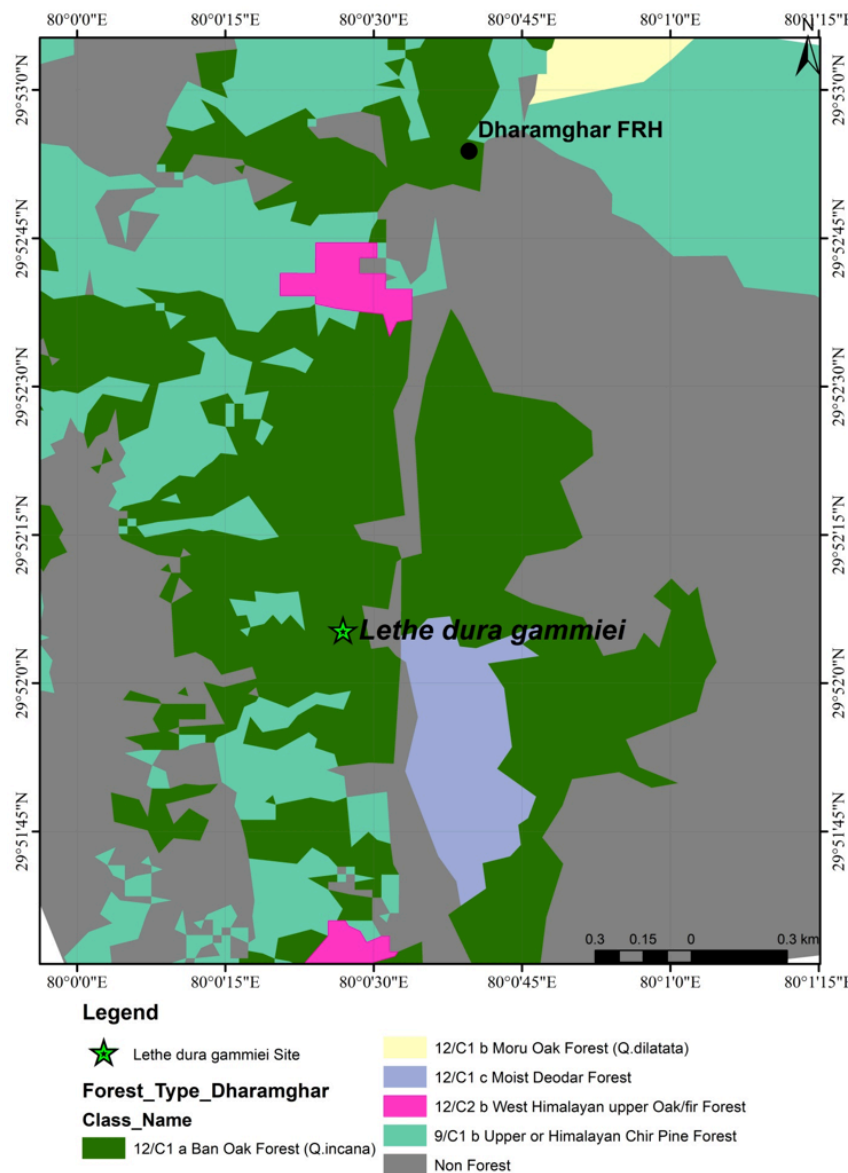 80°0'0"E 80°0'15"E 80°0'30"E 80°0'45"E 80°1'0"E 80°1'15"E
N
29°53'0"N 29°53'0"N
Dharamghar FRH
29°52'45"N 29°52'45"N
29°52'30"N 29°52'30"N
29°52'15"N 29°52'15"N
Lethe dura gammiei
29°52'0"N 29°52'0"N
29°51'45"N 29°51'45"N
0.3 0.15 0 0.3 km
80°0'0"E 80°0'15"E 80°0'30"E 80°0'45"E 80°1'0"E 80°1'15"E
Legend
Lethe dura gammiei Site
Forest_Type_Dharamghar
Class_Name
12/C1 a Ban Oak Forest (Q.incana)
12/C1 b Moru Oak Forest (Q.dilatata)
12/C1 c Moist Deodar Forest
12/C2 b West Himalayan upper Oak/fir Forest
9/C1 b Upper or Himalayan Chir Pine Forest
Non Forest